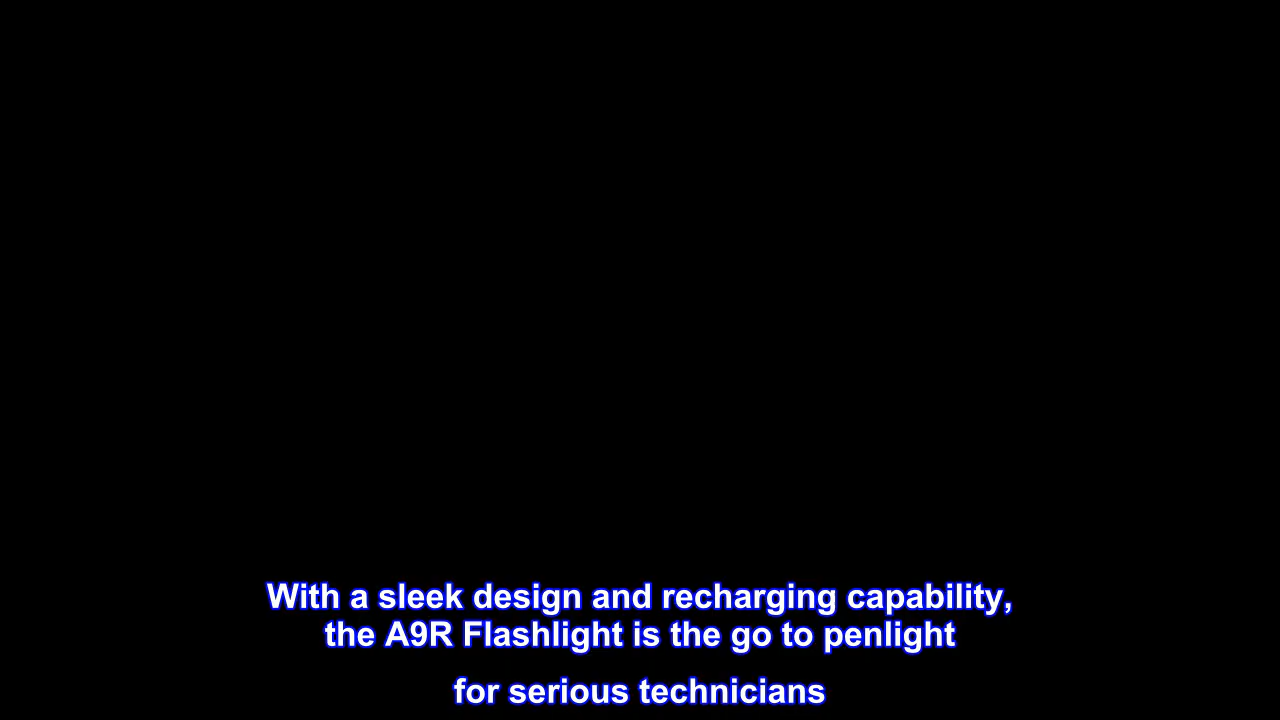 With a sleek design and recharging capability,
the A9R Flashlight is the go to penlight
for serious technicians